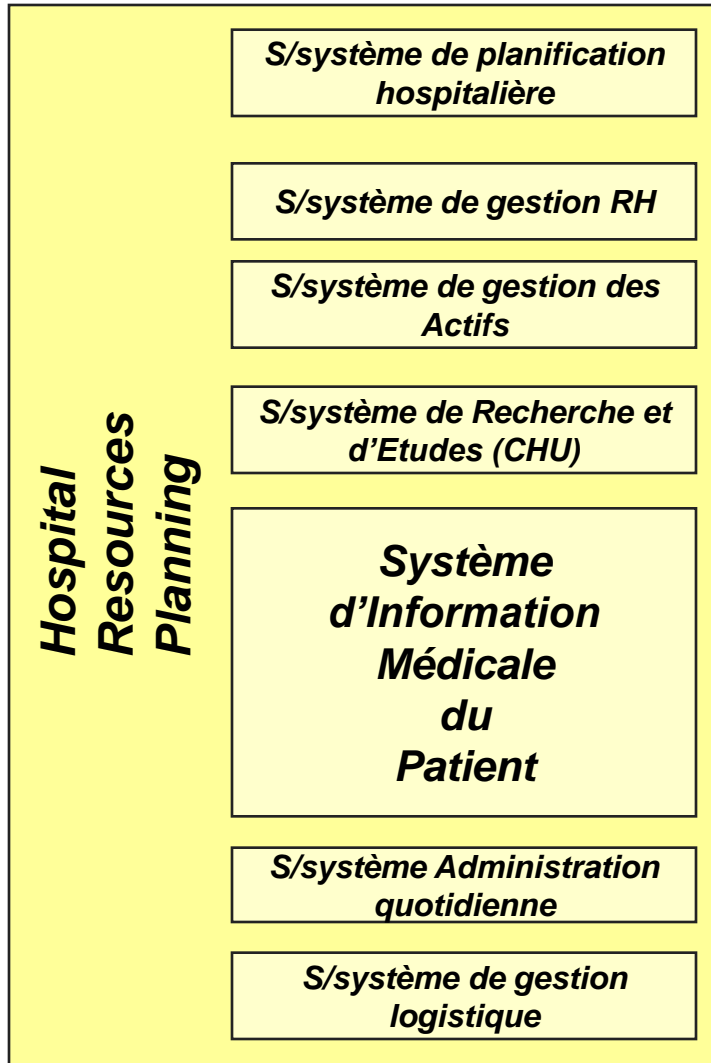 Hospital
Resources
Planning
S/système de planification
hospitalière
S/système de gestion RH
S/système de gestion des
Actifs
S/système de Recherche et
d'Etudes (CHU)
Système
d'Information
Médicale
du
Patient
S/système Administration
quotidienne
S/système de gestion
logistique